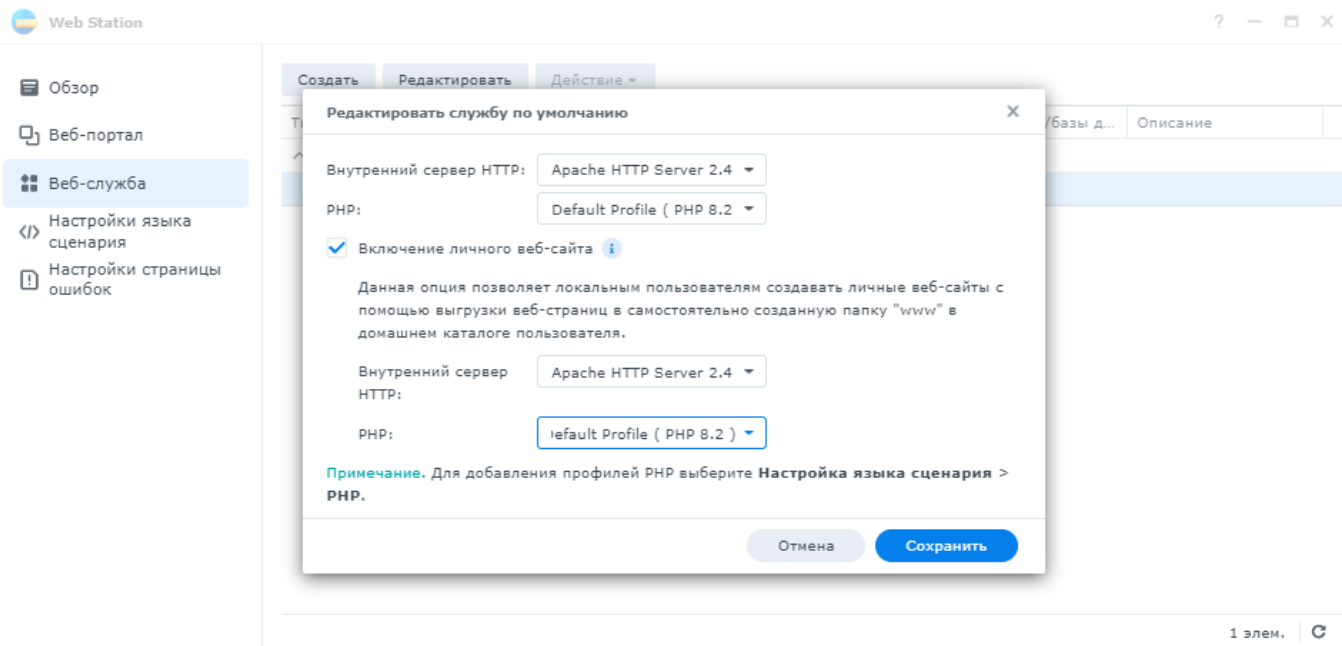 Web Station
Обзор
Веб-портал
Веб-служба
Настройки языка
сценария
Настройки страницы
ошибок
Создать Редактировать Действие
/базы д... Описание
Редактировать службу по умолчанию
Внутренний сервер HTTP: Apache HTTP Server 2.4
PHP: Default Profile ( PHP 8.2
Включение личного веб-сайта i
Данная опция позволяет локальным пользователям создавать личные веб-сайты с
помощью выгрузки веб-страниц в самостоятельно созданную папку "www" в
домашнем каталоге пользователя.
Внутренний сервер
HTTP:
Apache HTTP Server 2.4
PHP: efault Profile ( PHP 8.2 )
Примечание. Для добавления профилей PHP выберите Настройка языка сценария >
PHP.
Отмена Сохранить
1 элем.